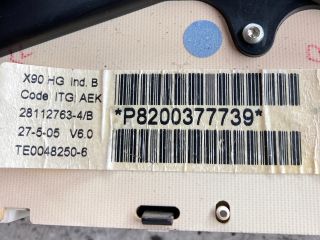 X90 HG Ind. B
Code ITG AEK
28112763-4/B
27-5-05 V6.0
TE0048250-6
*P8200377739*